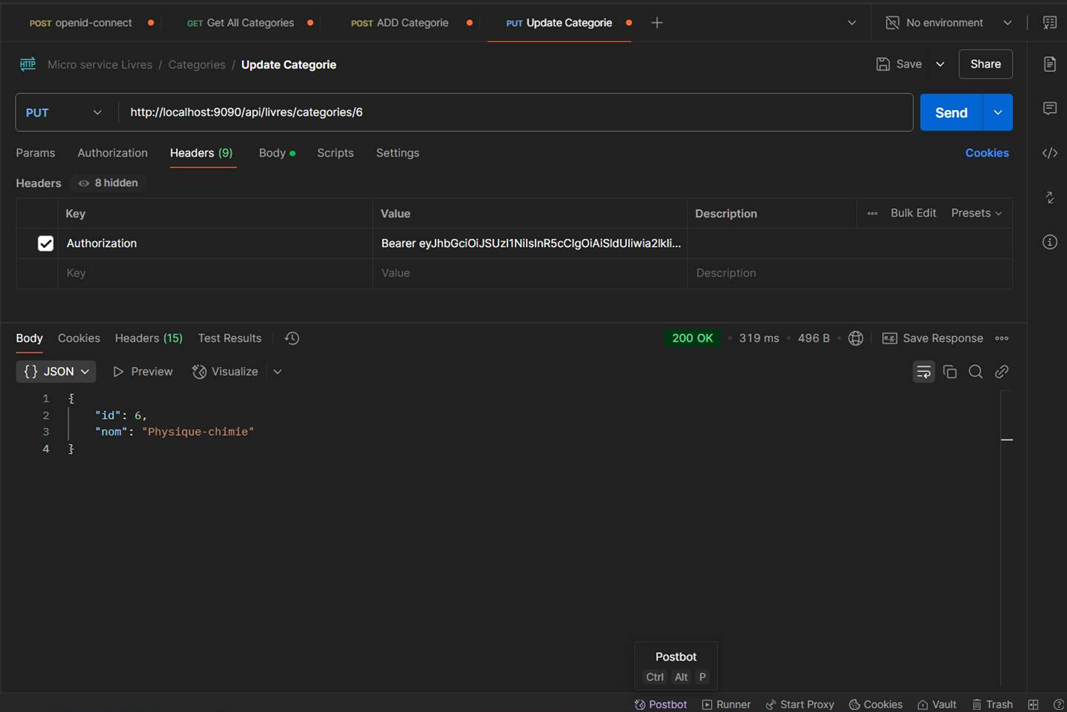 POST openid-connect GET Get All Categories POST ADD Categorie PUT Update Categorie No environment
HTTP Micro service Livres / Categories / Update Categorie Save Share
PUT http://localhost:9090/api/livres/categories/6 Send
Params Authorization Headers (9) Body Scripts Settings Cookies
Headers 8 hidden
Key Value Description Bulk Edit Presets
Authorization Bearer
Key Value Description
Body Cookies Headers (15) Test Results 200 OK 319 ms 496 B Save Response
{} JSON Preview Visualize
1 {
2 "id": 6,
3 "nom": "Physique-chimie"
4 }
Postbot
Ctrl Alt P
Postbot Runner Start Proxy Cookies Vault Trash